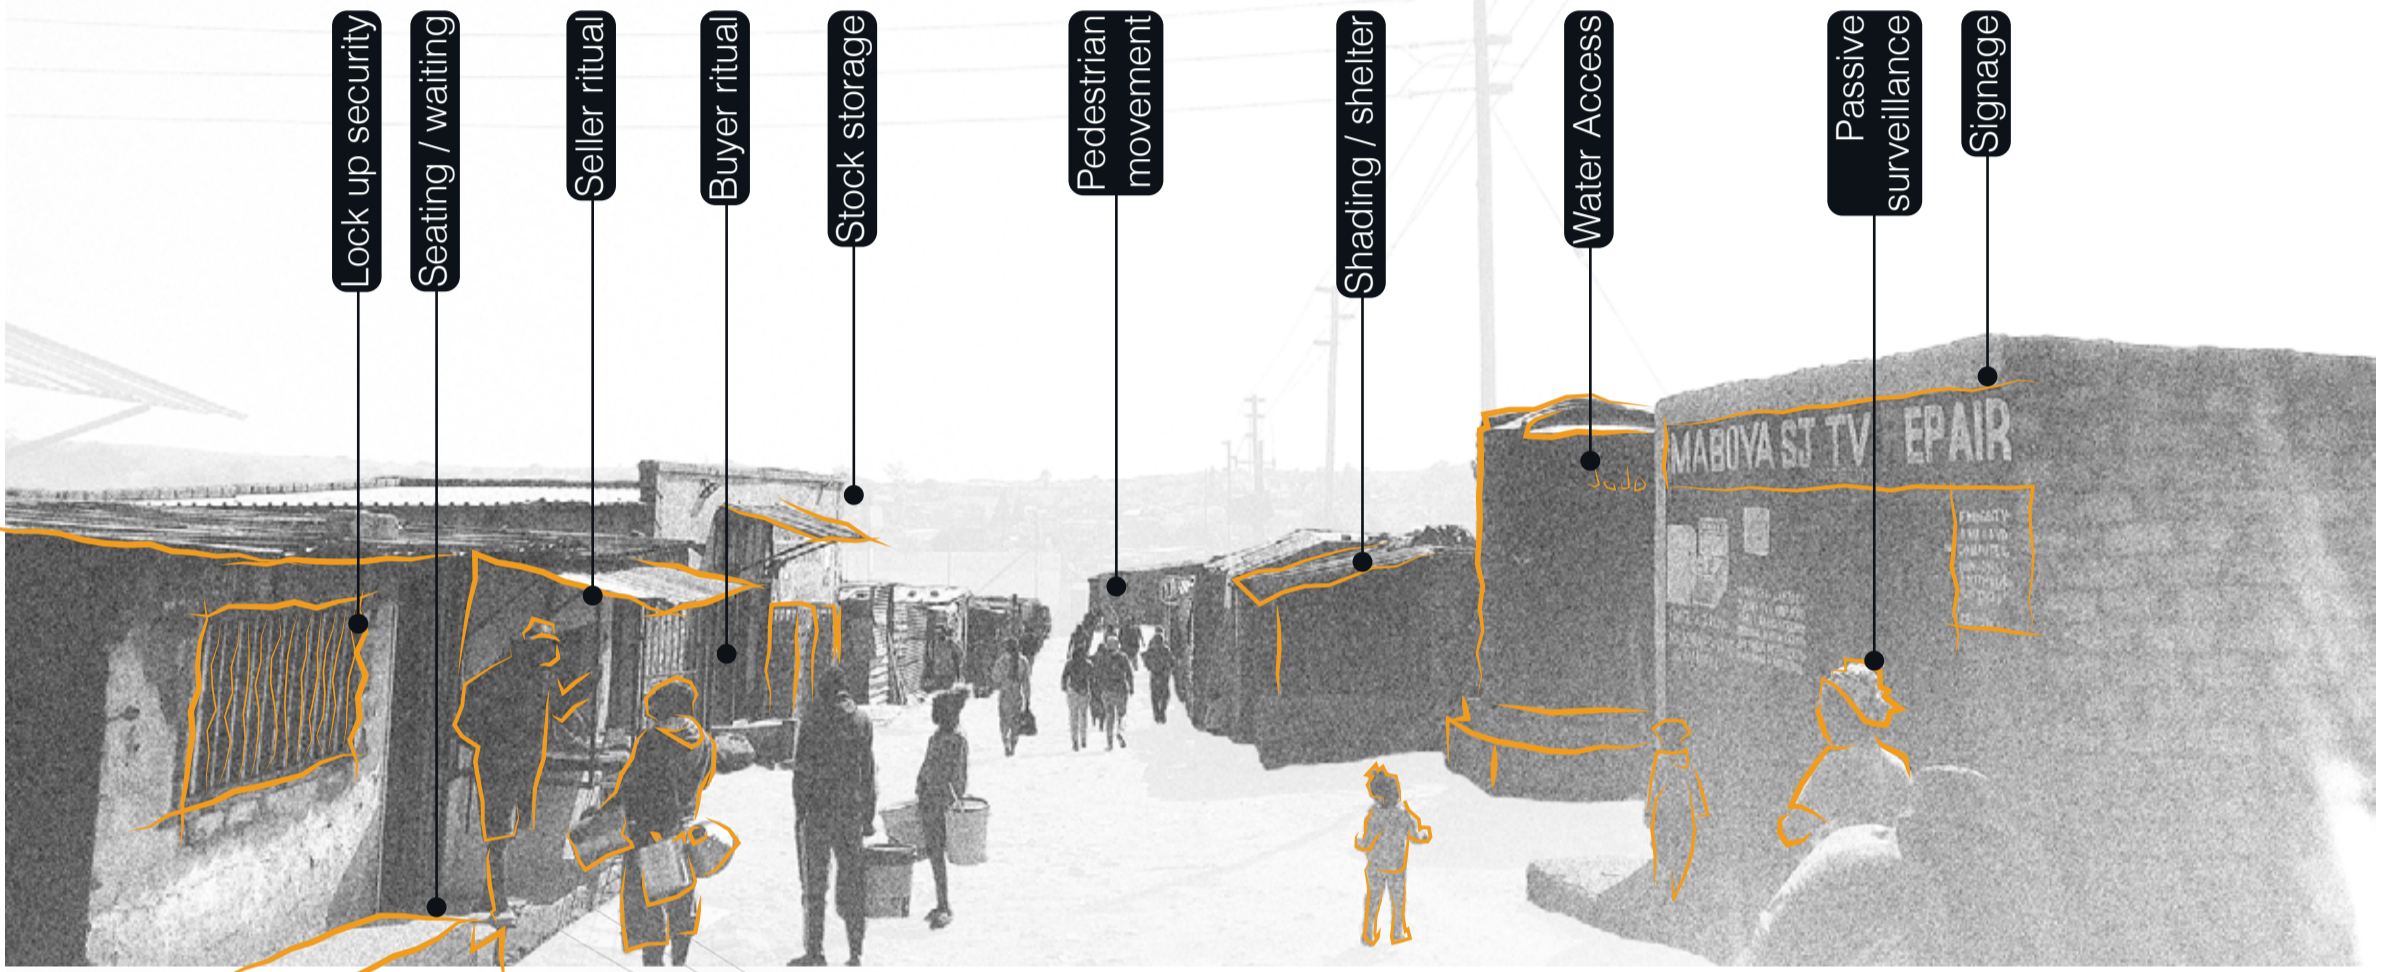 Lock up security
Seating / waiting
Seller ritual
Buyer ritual
Stock storage
Pedestrian
movement
Shading / shelter
Water Access
Passive
surveillance
Signage
MABOYA SJ TV EPAIR